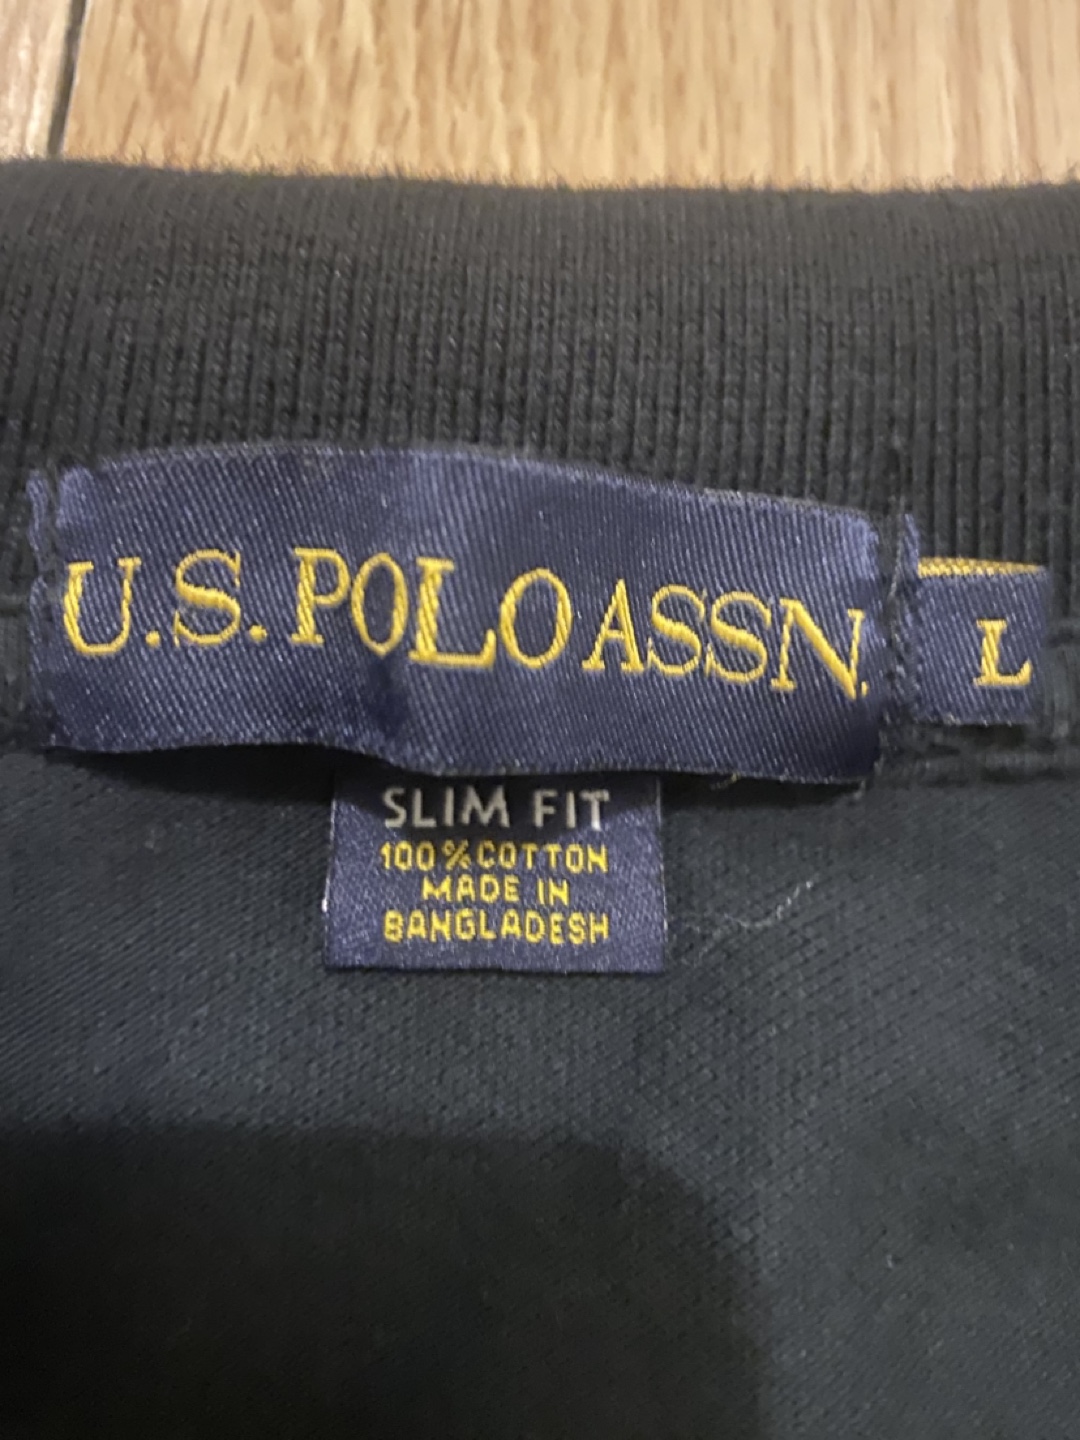 U.S. POLO ASSN.
L
SLIM FIT
100% COTTON
MADE IN
BANGLADESH